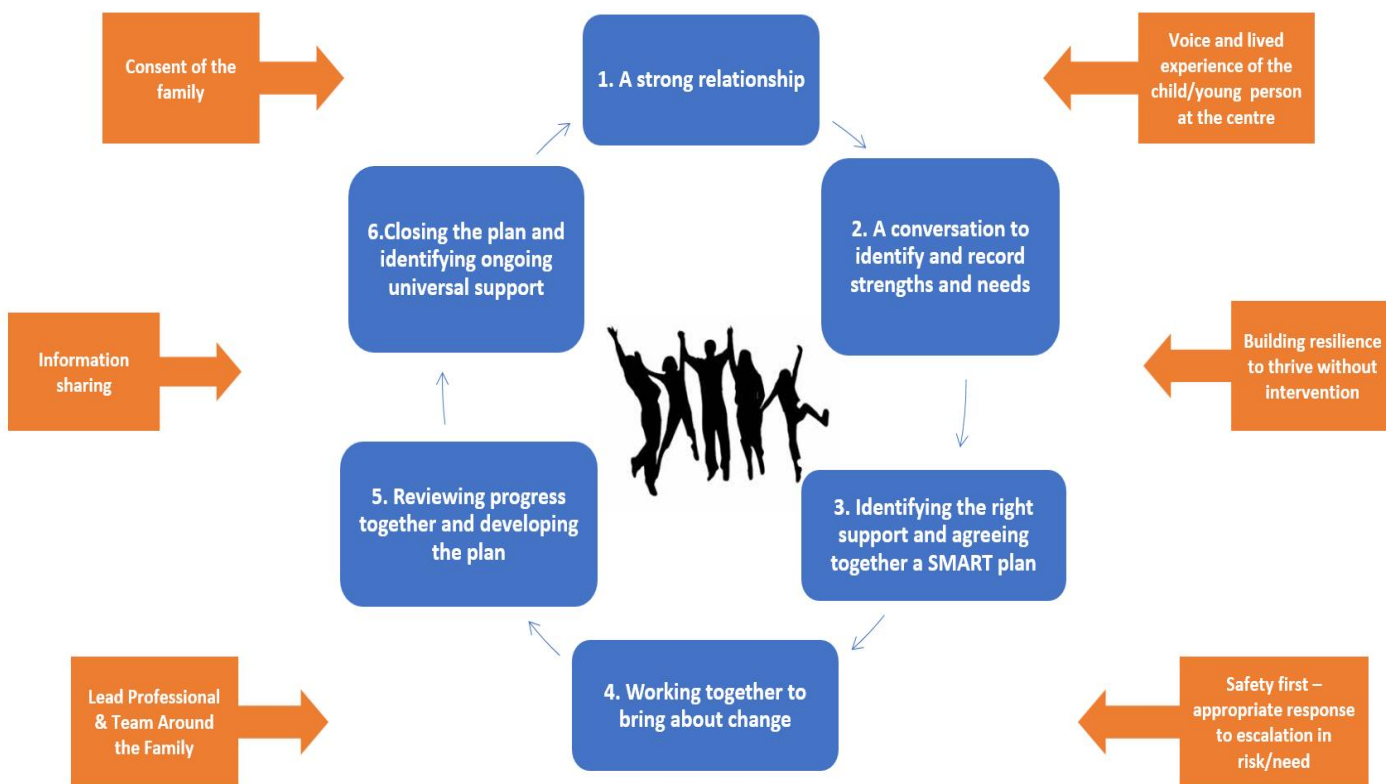 Consent of the
family
1. A strong relationship
Voice and lived
experience of the
child/young person
at the centre
6.Closing the plan and
identifying ongoing
universal support
2. A conversation to
identify and record
strengths and needs
Information
sharing
Building resilience
to thrive without
intervention
5. Reviewing progress
together and developing
the plan
3. Identifying the right
support and agreeing
together a SMART plan
Lead Professional
& Team Around
the Family
4. Working together to
bring about change
Safety first –
appropriate response
to escalation in
risk/need